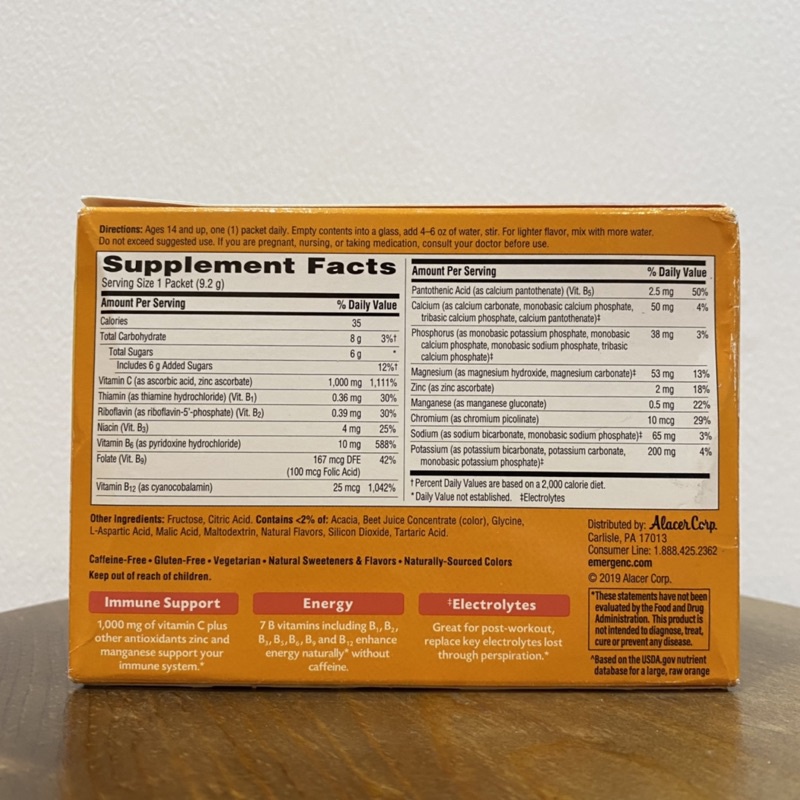 Directions: Ages 14 and up, one (1) packet daily. Empty contents into a glass, add 4–6 oz of water, stir. For lighter flavor, mix with more water.
Do not exceed suggested use. If you are pregnant, nursing, or taking medication, consult your doctor before use.
Supplement Facts
Serving Size 1 Packet (9.2 g)
Amount Per Serving % Daily Value
Calories 35
Total Carbohydrate 8 g 3%†
Total Sugars 6 g *
Includes 6 g Added Sugars 12%†
Vitamin C (as ascorbic acid, zinc ascorbate) 1,000 mg 1,111%
Thiamin (as thiamine hydrochloride) (Vit. B₁) 0.36 mg 30%
Riboflavin (as riboflavin-5'-phosphate) (Vit. B₂) 0.39 mg 30%
Niacin (Vit. B₃) 4 mg 25%
Vitamin B₆ (as pyridoxine hydrochloride) 10 mg 588%
Folate (Vit. B₉) 167 mcg DFE 42%
(100 mcg Folic Acid)
Vitamin B₁₂ (as cyanocobalamin) 25 mcg 1,042%
Amount Per Serving % Daily Value
Pantothenic Acid (as calcium pantothenate) (Vit. B₅) 2.5 mg 50%
Calcium (as calcium carbonate, monobasic calcium phosphate, 50 mg 4%
tribasic calcium phosphate, calcium pantothenate)‡
Phosphorus (as monobasic potassium phosphate, monobasic 38 mg 3%
calcium phosphate, monobasic sodium phosphate, tribasic
calcium phosphate)‡
Magnesium (as magnesium hydroxide, magnesium carbonate)‡ 53 mg 13%
Zinc (as zinc ascorbate) 2 mg 18%
Manganese (as manganese gluconate) 0.5 mg 22%
Chromium (as chromium picolinate) 10 mcg 29%
Sodium (as sodium bicarbonate, monobasic sodium phosphate)‡ 65 mg 3%
Potassium (as potassium bicarbonate, potassium carbonate, 200 mg 4%
monobasic potassium phosphate)‡
† Percent Daily Values are based on a 2,000 calorie diet.
* Daily Value not established. ‡Electrolytes
Other Ingredients: Fructose, Citric Acid. Contains <2% of: Acacia, Beet Juice Concentrate (color), Glycine,
L-Aspartic Acid, Malic Acid, Maltodextrin, Natural Flavors, Silicon Dioxide, Tartaric Acid.
Caffeine-Free • Gluten-Free • Vegetarian • Natural Sweeteners & Flavors • Naturally-Sourced Colors
Keep out of reach of children.
Distributed by: Alacer Corp.
Carlisle, PA 17013
Consumer Line: 1.888.425.2362
emergenc.com
© 2019 Alacer Corp.
Immune Support
1,000 mg of vitamin C plus
other antioxidants zinc and
manganese support your
immune system.*
Energy
7 B vitamins including B₁, B₂,
B₃, B₅, B₆, B₉ and B₁₂ enhance
energy naturally* without
caffeine.
‡Electrolytes
Great for post-workout,
replace key electrolytes lost
through perspiration.*
*These statements have not been
evaluated by the Food and Drug
Administration. This product is
not intended to diagnose, treat,
cure or prevent any disease.
^Based on the USDA.gov nutrient
database for a large, raw orange